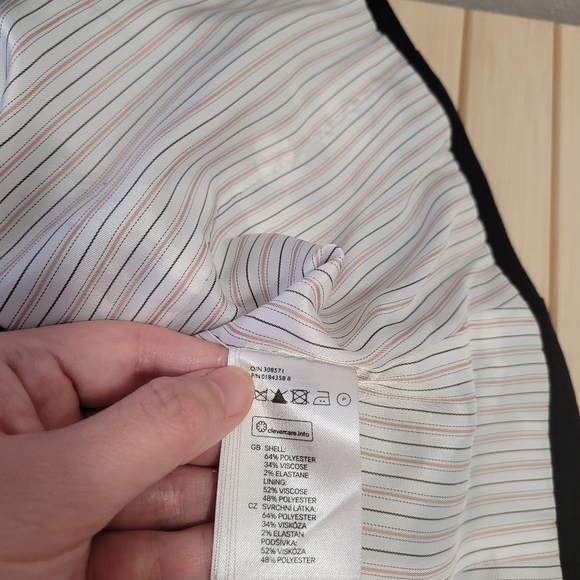 O/N 308571
P/N 0184358 8
P
clevercare.info
GB SHELL:
64% POLYESTER
34% VISCOSE
2% ELASTANE
LINING:
52% VISCOSE
48% POLYESTER
CZ SVRCHNÍ LÁTKA:
64% POLYESTER
34% VISKÓZA
2% ELASTAN
PODŠÍVKA:
52% VISKÓZA
48% POLYESTER